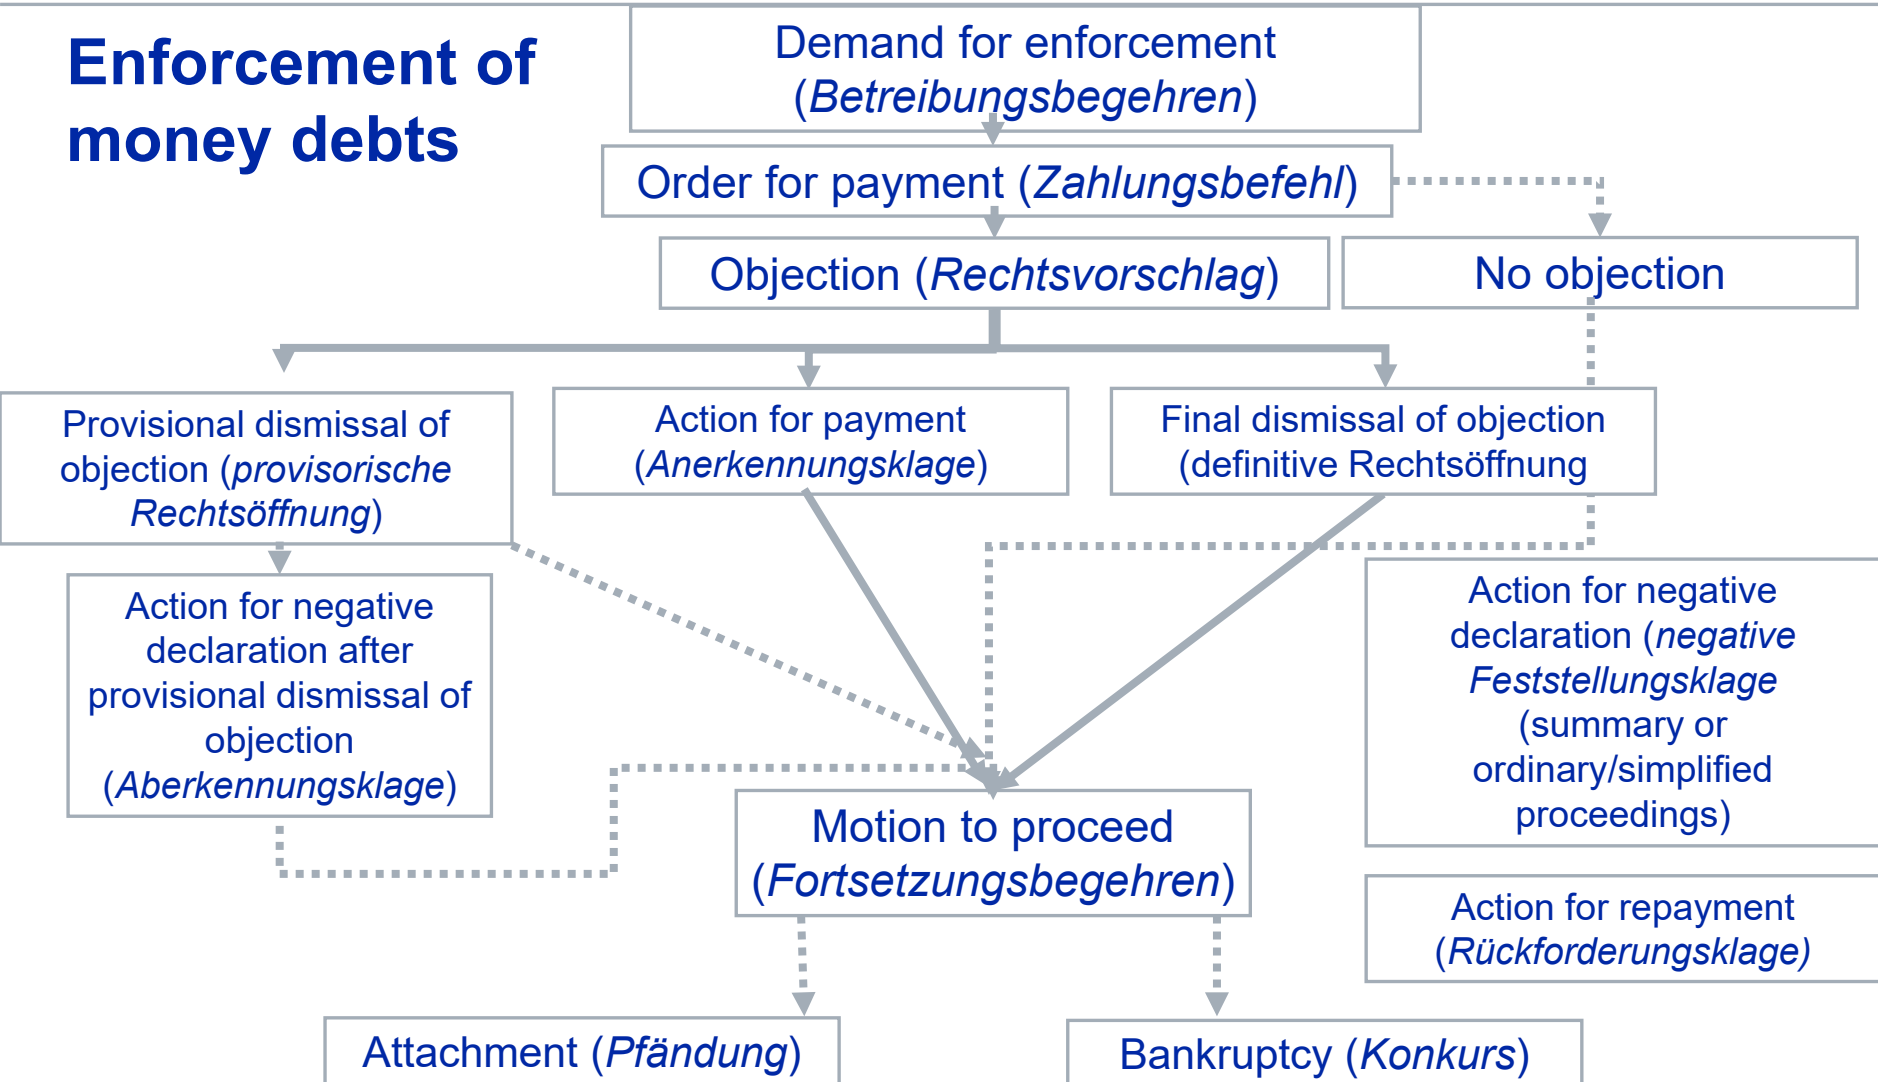 Enforcement of
money debts
Demand for enforcement
(Betreibungsbegehren)
Order for payment (Zahlungsbefehl)
Objection (Rechtsvorschlag)
No objection
Provisional dismissal of
objection (provisorische
Rechtsöffnung)
Action for payment
(Anerkennungsklage)
Final dismissal of objection
(definitive Rechtsöffnung
Action for negative
declaration after
provisional dismissal of
objection
(Aberkennungsklage)
Action for negative
declaration (negative
Feststellungsklage
(summary or
ordinary/simplified
proceedings)
Motion to proceed
(Fortsetzungsbegehren)
Action for repayment
(Rückforderungsklage)
Attachment (Pfändung)
Bankruptcy (Konkurs)